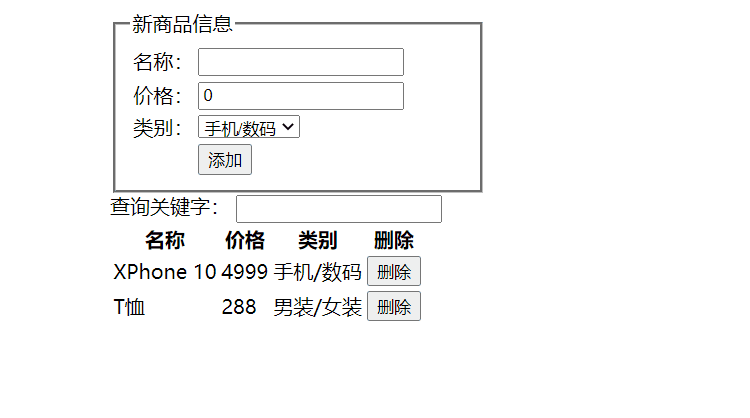 新商品信息
名称：
价格： 0
类别： 手机/数码
添加
查询关键字：
名称 价格 类别 删除
XPhone 10 4999 手机/数码 删除
T恤 288 男装/女装 删除